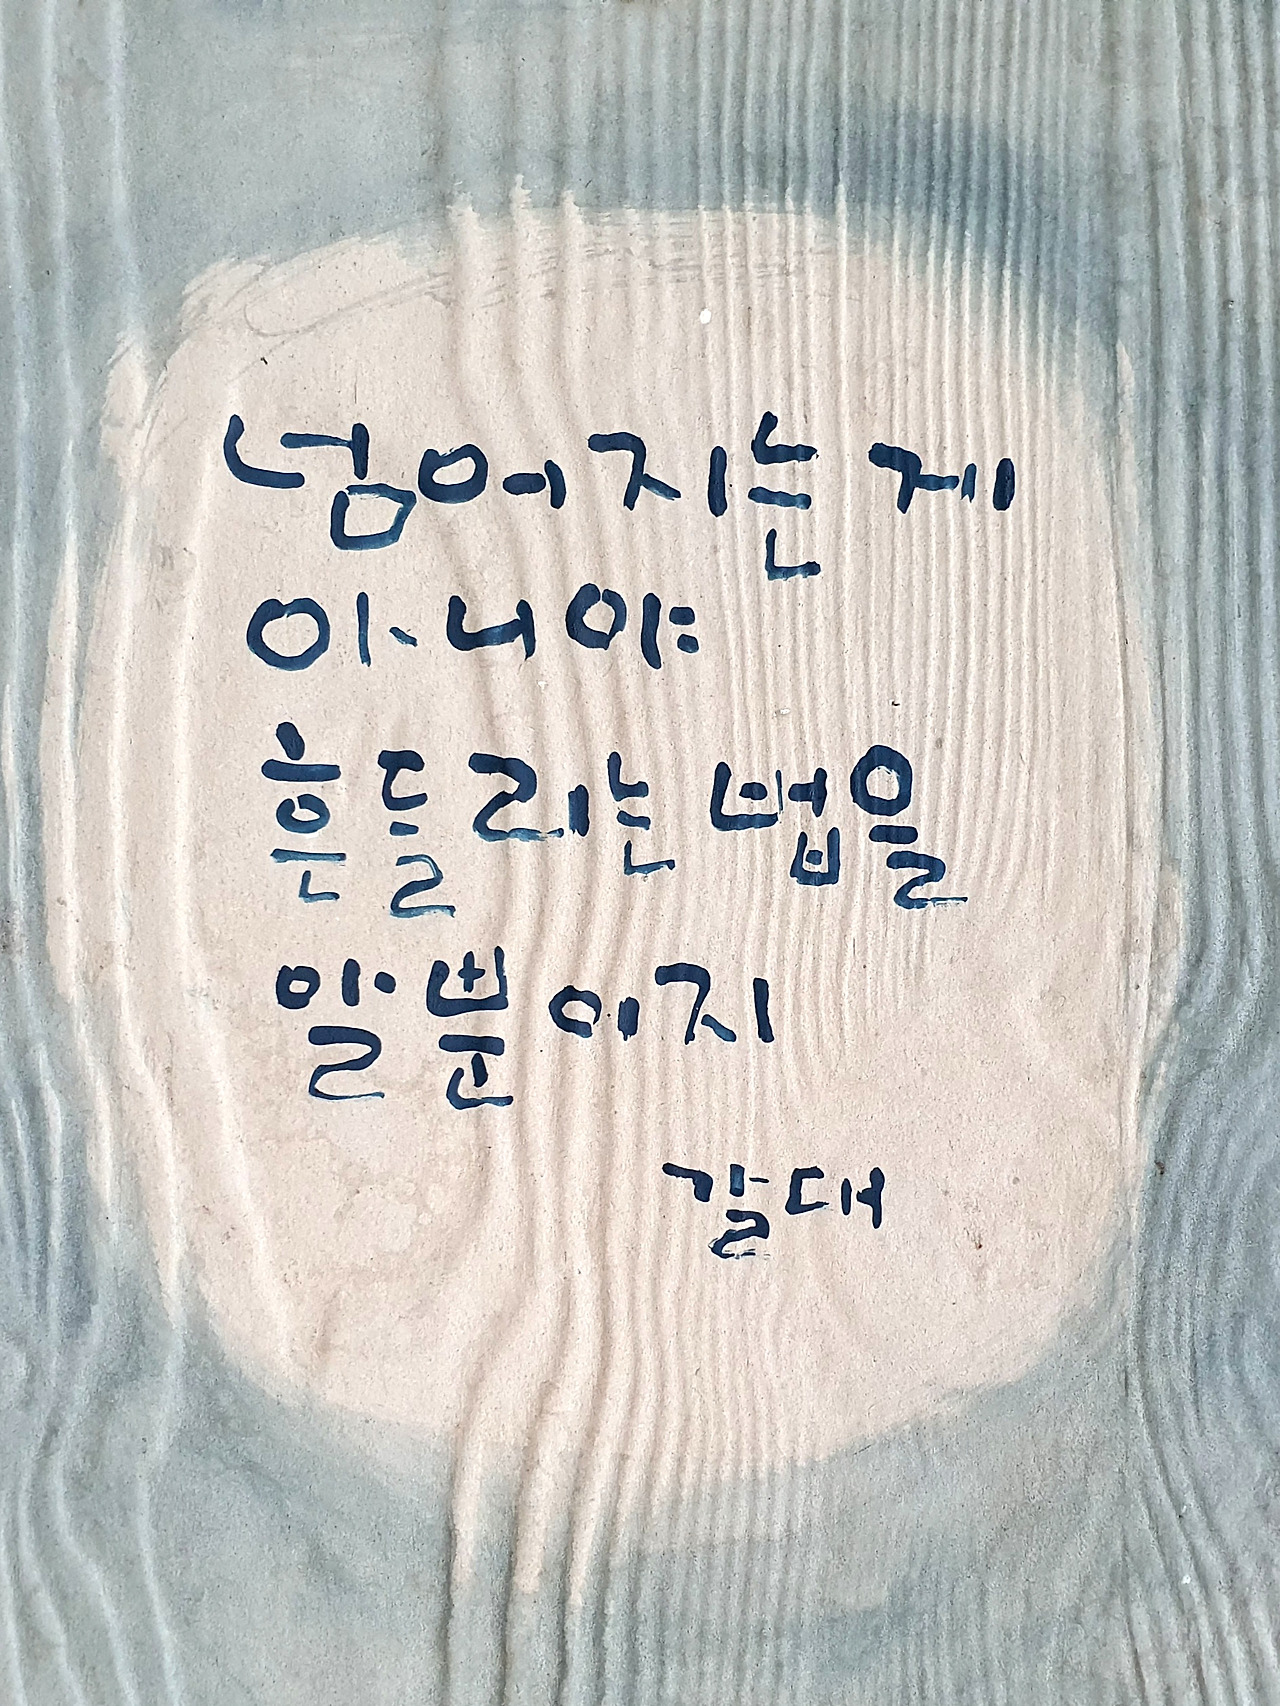 넘어지는 게
아니야
흔들리는 법을
알 뿐이지
갈대